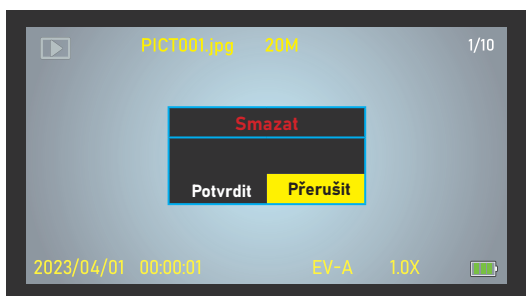 PICT001.jpg 20M 1/10
Smazat
Potvrdit Přerušit
2023/04/01 00:00:01 EV-A 1.0X